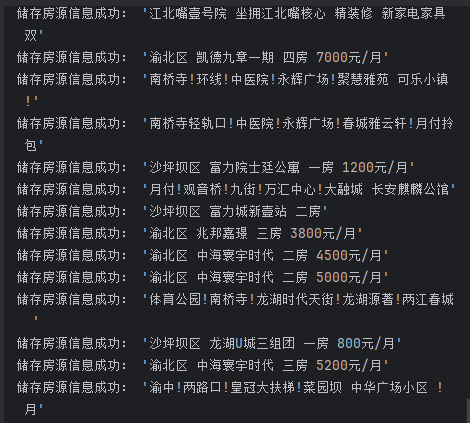 储存房源信息成功: '江北嘴壹号院 坐拥江北嘴核心 精装修 新家电家具
双'
储存房源信息成功: '渝北区 凯德九章一期 四房 7000元/月'
储存房源信息成功: '南桥寺!环线!中医院!永辉广场!聚慧雅苑 可乐小镇
!'
储存房源信息成功: '南桥寺轻轨口!中医院!永辉广场!春城雅云轩!月付拎
包'
储存房源信息成功: '沙坪坝区 富力院士廷公寓 一房 1200元/月'
储存房源信息成功: '月付!观音桥!九街!万汇中心!大融城 长安麒麟公馆'
储存房源信息成功: '沙坪坝区 富力城新壹站 二房'
储存房源信息成功: '渝北区 兆邦嘉璟 三房 3800元/月'
储存房源信息成功: '渝北区 中海寰宇时代 二房 4500元/月'
储存房源信息成功: '渝北区 中海寰宇时代 二房 5000元/月'
储存房源信息成功: '体育公园!南桥寺!龙湖时代天街!龙湖源著!两江春城
'
储存房源信息成功: '沙坪坝区 龙湖U城三组团 一房 800元/月'
储存房源信息成功: '渝北区 中海寰宇时代 三房 5200元/月'
储存房源信息成功: '渝中!两路口!皇冠大扶梯!菜园坝 中华广场小区 !
月'